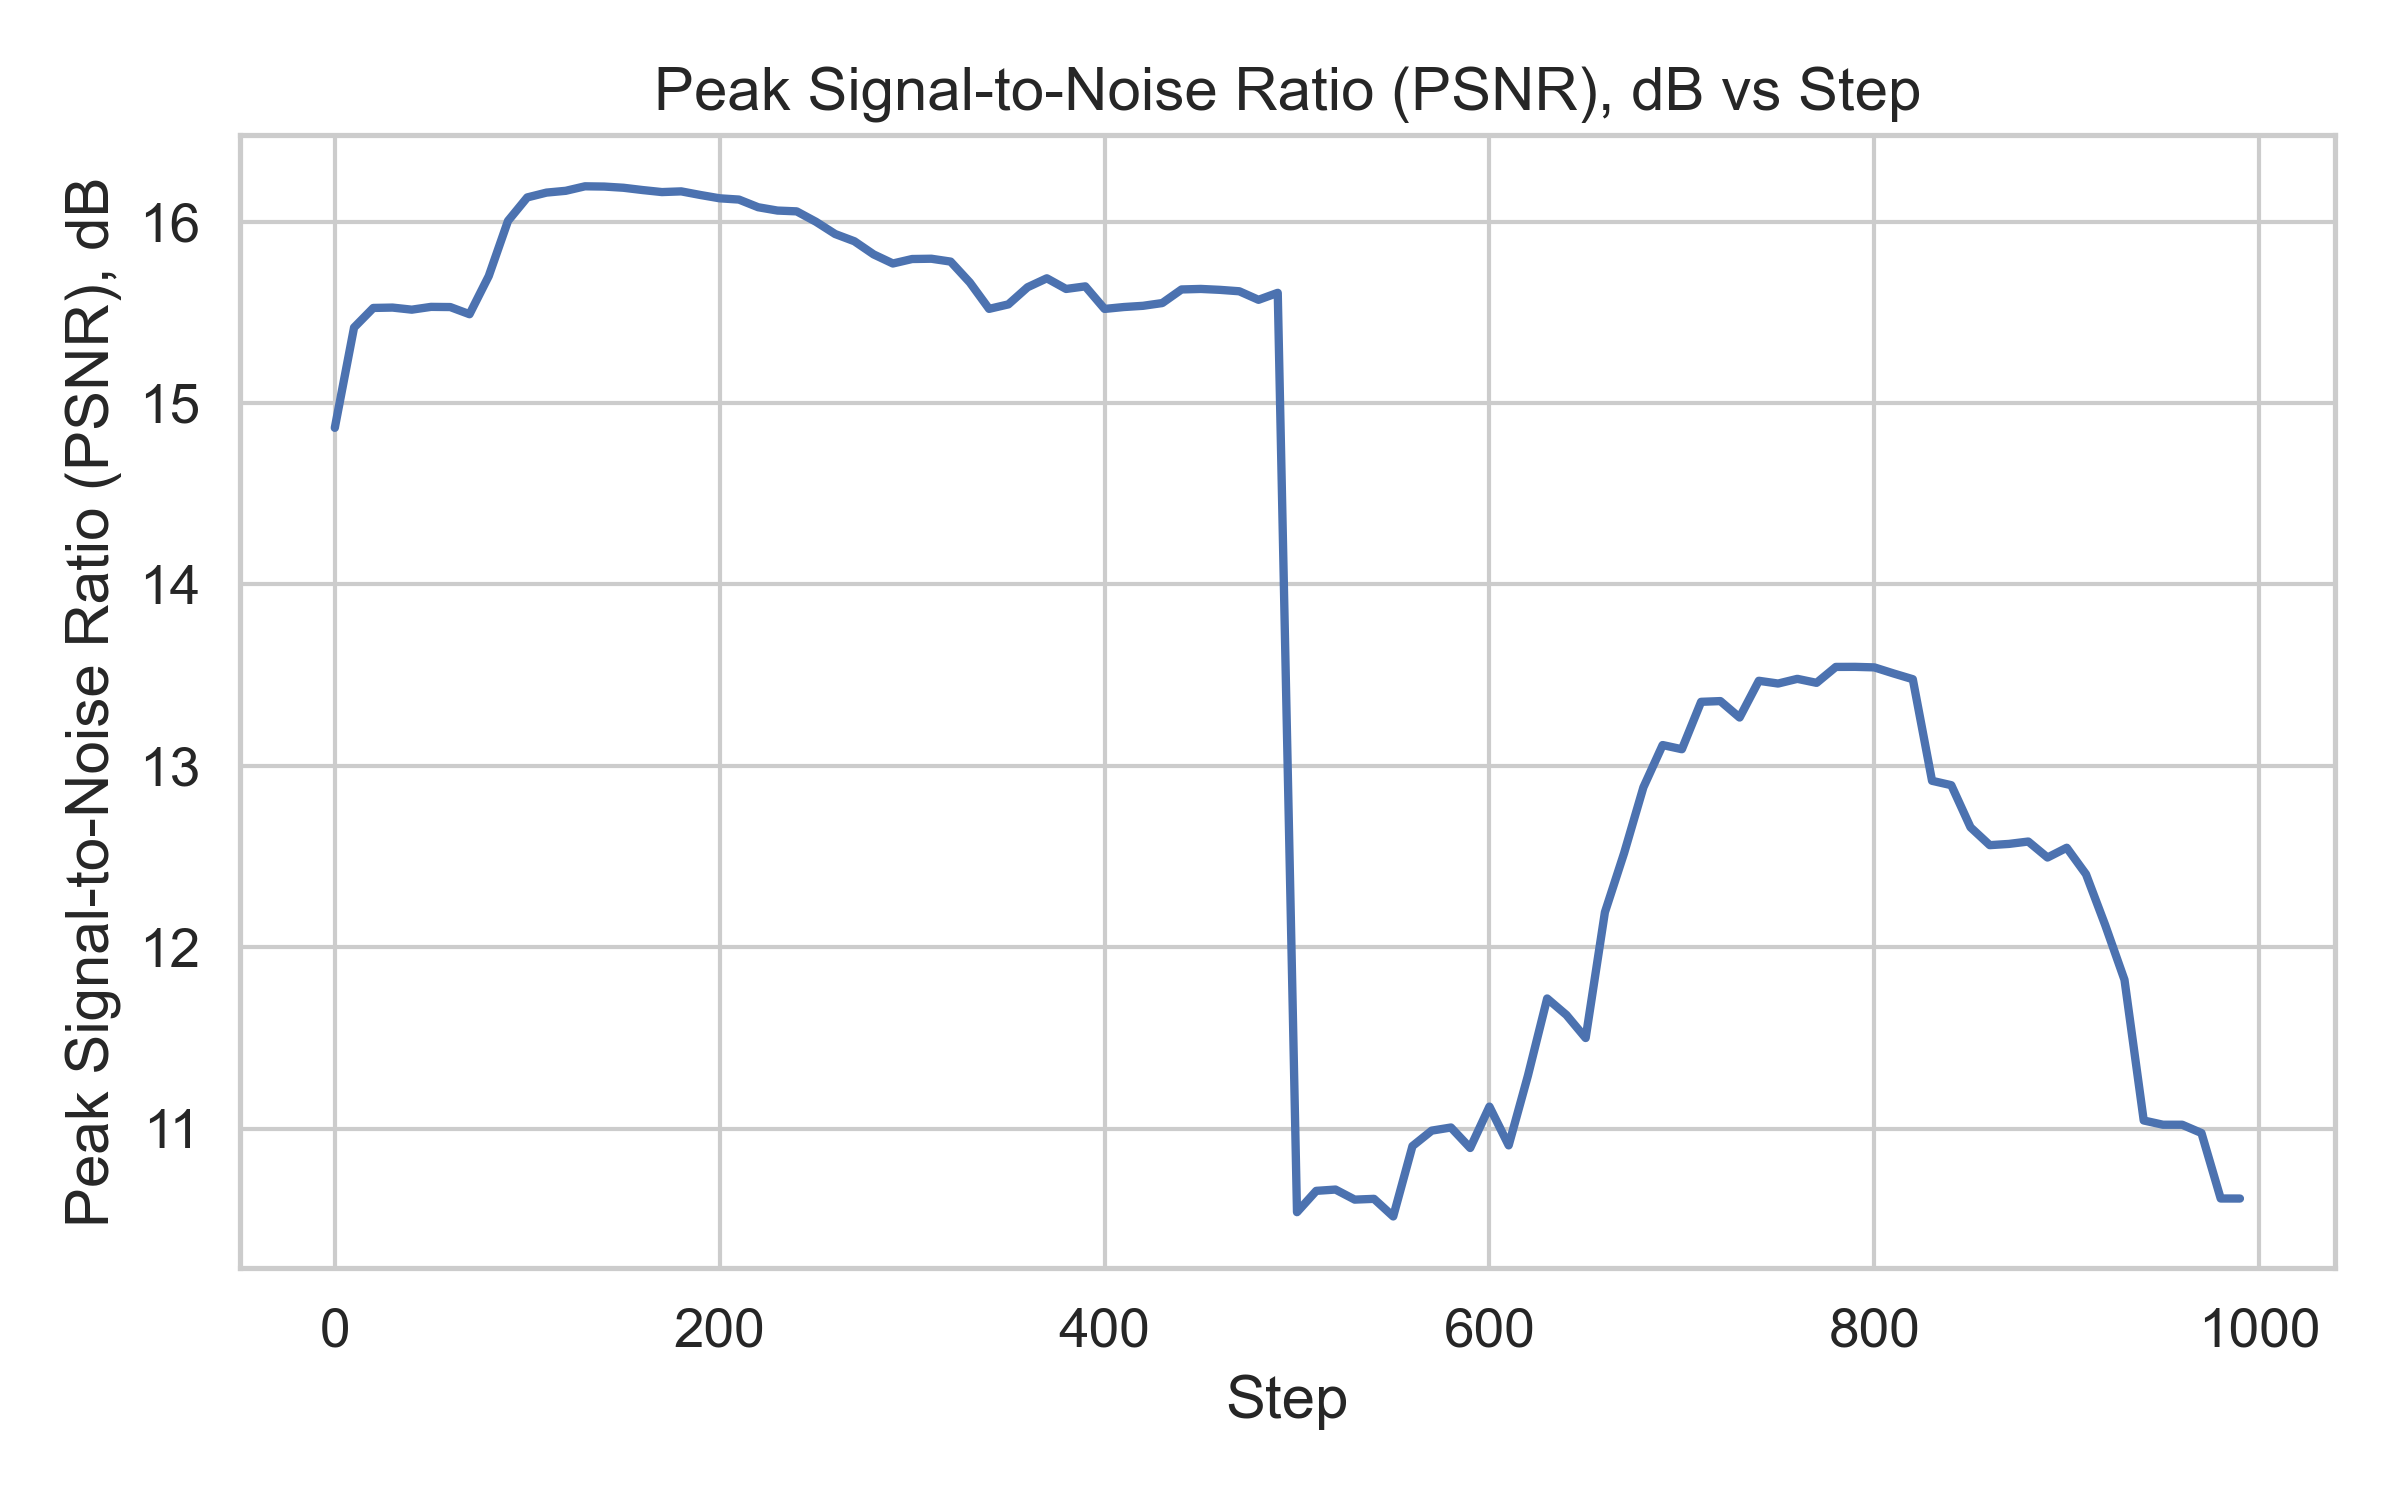 Peak Signal-to-Noise Ratio (PSNR), dB vs Step
Peak Signal-to-Noise Ratio (PSNR), dB
16
15
14
13
12
11
0 200 400 600 800 1000
Step